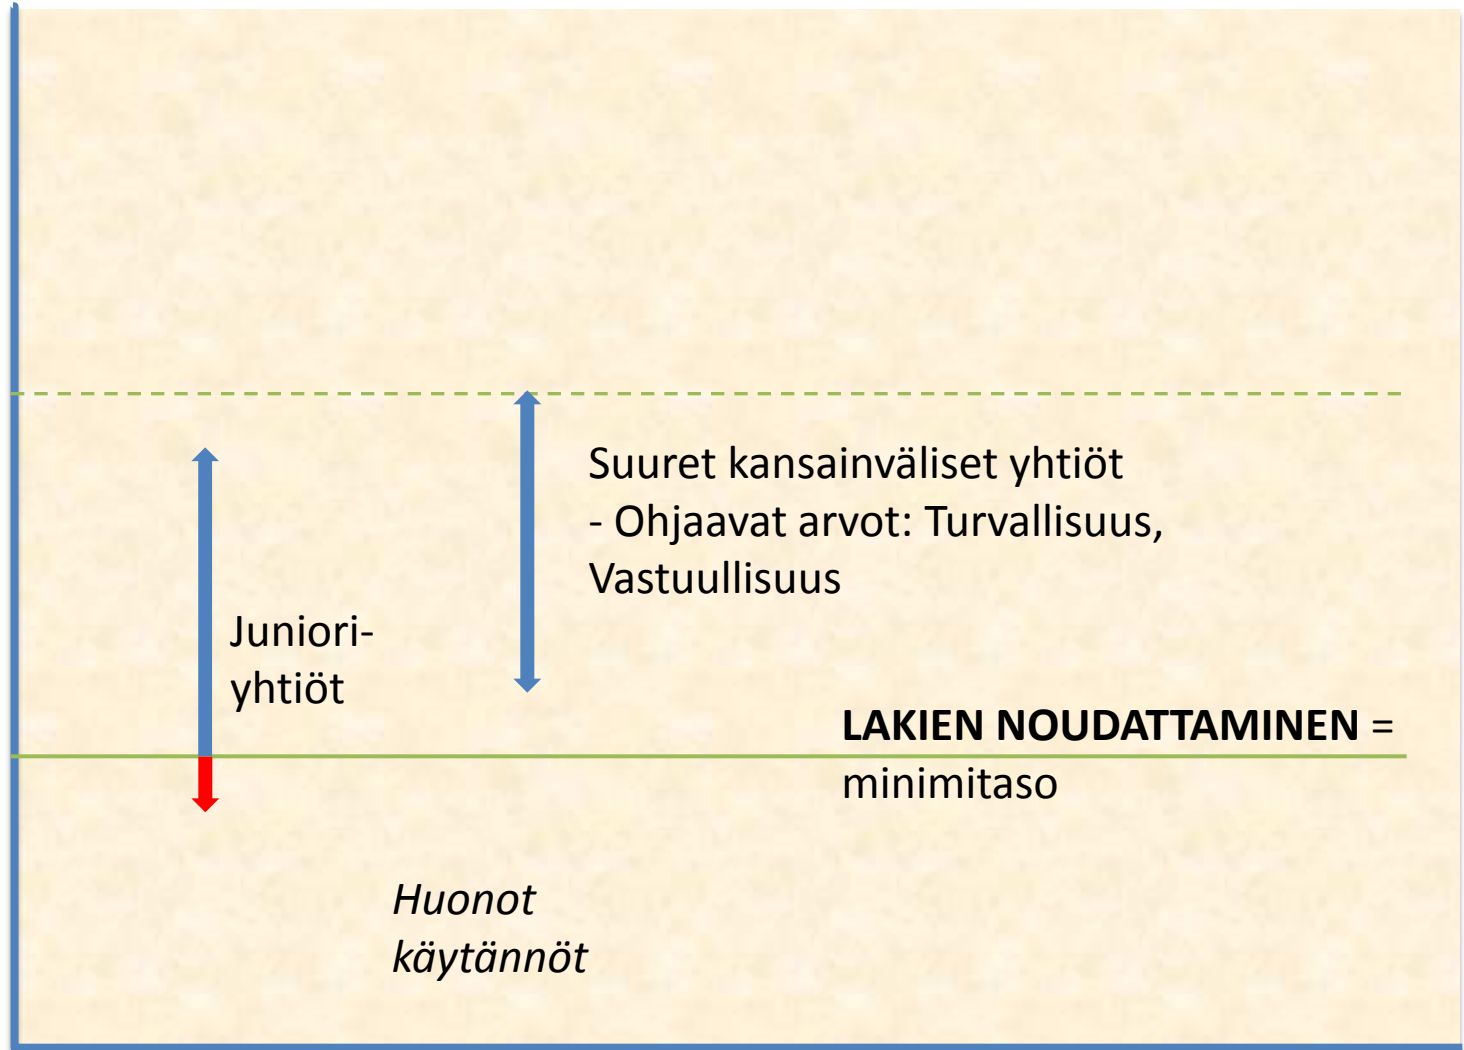 Suuret kansainväliset yhtiöt
- Ohjaavat arvot: Turvallisuus,
Vastuullisuus
Juniori-
yhtiöt
LAKIEN NOUDATTAMINEN =
minimitaso
Huonot
käytännöt